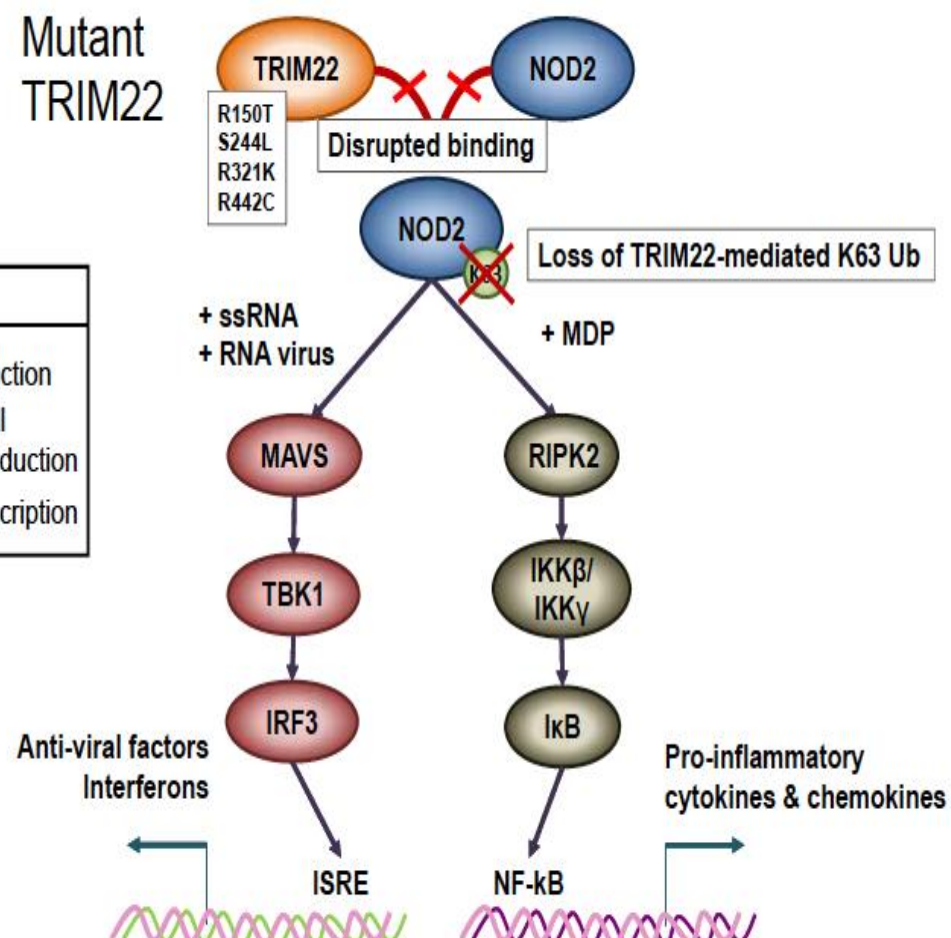 Mutant
TRIM22
TRIM22
NOD2
R150T
S244L
R321K
R442C
Disrupted binding
NOD2
K63
Loss of TRIM22-mediated K63 Ub
+ ssRNA
+ RNA virus
+ MDP
ction
l
duction
cription
MAVS
RIPK2
TBK1
IKKβ/
IKKγ
IRF3
IκB
Anti-viral factors
Interferons
Pro-inflammatory
cytokines & chemokines
ISRE
NF-kB